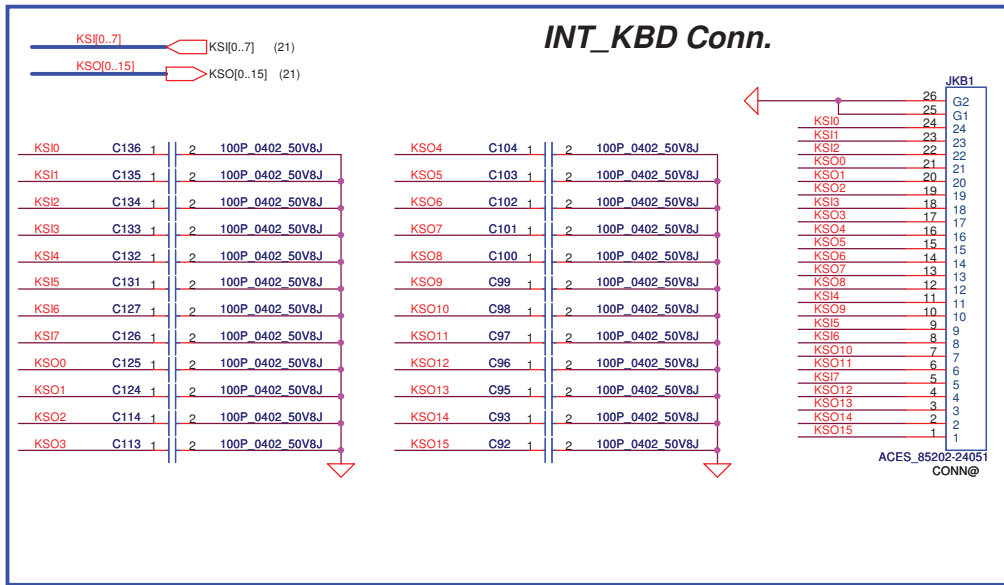 INT_KBD Conn.
KSI[0..7] KSI[0..7] (21)
KSO[0..15] KSO[0..15] (21)
KSI0 C136 1 2 100P_0402_50V8J
KSI1 C135 1 2 100P_0402_50V8J
KSI2 C134 1 2 100P_0402_50V8J
KSI3 C133 1 2 100P_0402_50V8J
KSI4 C132 1 2 100P_0402_50V8J
KSI5 C131 1 2 100P_0402_50V8J
KSI6 C127 1 2 100P_0402_50V8J
KSI7 C126 1 2 100P_0402_50V8J
KSO0 C125 1 2 100P_0402_50V8J
KSO1 C124 1 2 100P_0402_50V8J
KSO2 C114 1 2 100P_0402_50V8J
KSO3 C113 1 2 100P_0402_50V8J
KSO4 C104 1 2 100P_0402_50V8J
KSO5 C103 1 2 100P_0402_50V8J
KSO6 C102 1 2 100P_0402_50V8J
KSO7 C101 1 2 100P_0402_50V8J
KSO8 C100 1 2 100P_0402_50V8J
KSO9 C99 1 2 100P_0402_50V8J
KSO10 C98 1 2 100P_0402_50V8J
KSO11 C97 1 2 100P_0402_50V8J
KSO12 C96 1 2 100P_0402_50V8J
KSO13 C95 1 2 100P_0402_50V8J
KSO14 C93 1 2 100P_0402_50V8J
KSO15 C92 1 2 100P_0402_50V8J
JKB1
26 G2
25 G1
KSI0 24 24
KSI1 23 23
KSI2 22 22
KSO0 21 21
KSO1 20 20
KSO2 19 19
KSI3 18 18
KSO3 17 17
KSO4 16 16
KSO5 15 15
KSO6 14 14
KSO7 13 13
KSO8 12 12
KSI4 11 11
KSO9 10 10
KSI5 9 9
KSI6 8 8
KSO10 7 7
KSO11 6 6
KSI7 5 5
KSO12 4 4
KSO13 3 3
KSO14 2 2
KSO15 1 1
ACES_85202-24051
CONN@